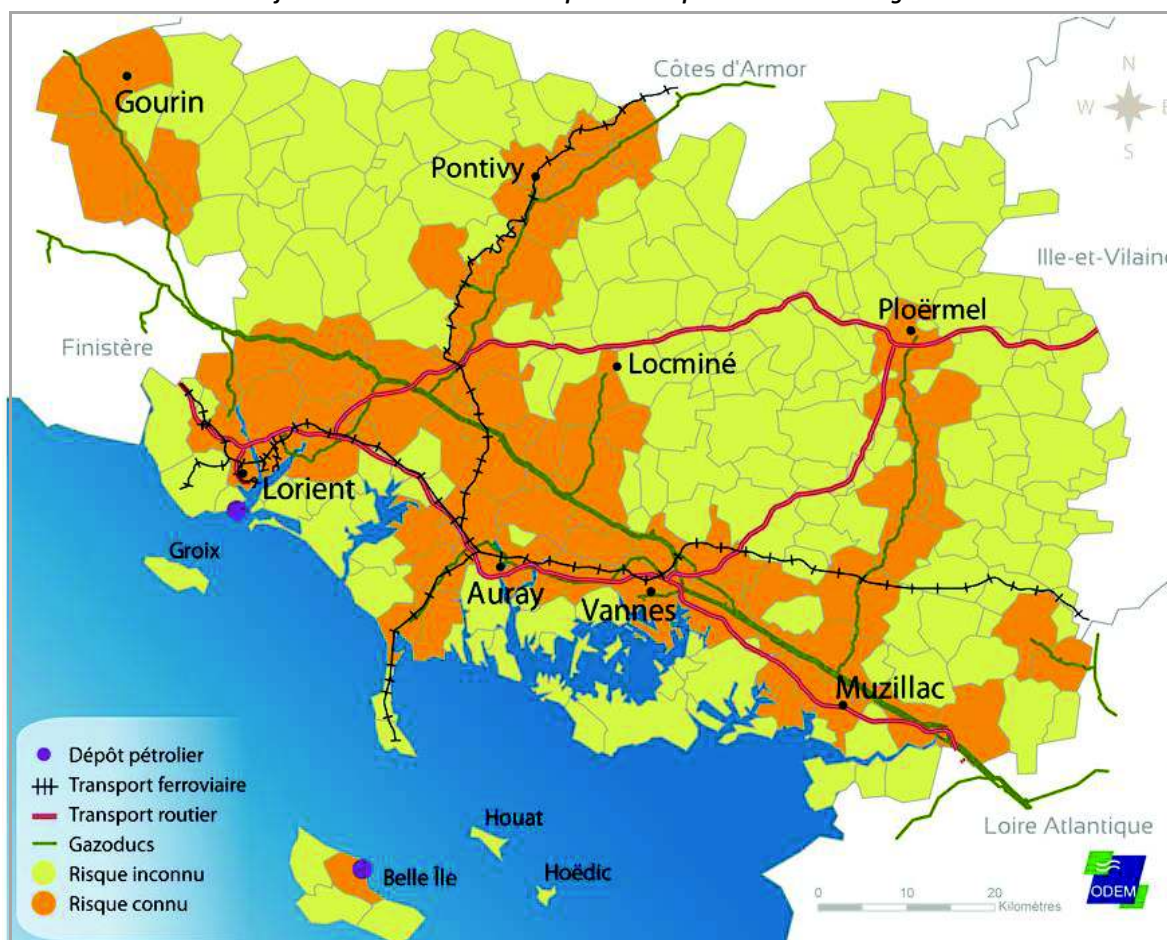 Côtes d'Armor
N
W
E
S
Gourin
Pontivy
Ille-et-Vilaine
Ploërmel
Finistère
Locminé
Lorient
Groix
Auray
Vannes
Muzillac
Dépôt pétrolier
Transport ferroviaire
Transport routier
Gazoducs
Risque inconnu
Risque connu
Houat
Hoëdic
Belle Île
Loire Atlantique
0 10 20
Kilomètres
ODEM